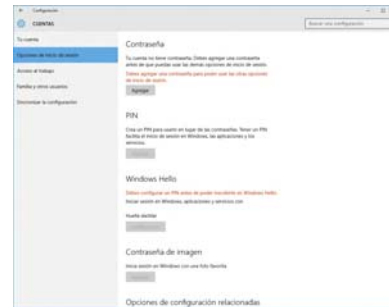 Configuración
CUENTAS
Buscar una configuración
Tu cuenta
Opciones de inicio de sesión
Acceso al trabajo
Familia y otros usuarios
Sincronizar la configuración
Contraseña
Tu cuenta no tiene contraseña. Debes agregar una contraseña
antes de que puedas usar las demás opciones de inicio de sesión.
Debes agregar una contraseña para poder usar las otras opciones
de inicio de sesión.
Agregar
PIN
Crea un PIN para usarlo en lugar de las contraseñas. Tener un PIN
facilita el inicio de sesión en Windows, las aplicaciones y los
servicios.
Windows Hello
Debes configurar un PIN antes de poder inscribirte en Windows Hello.
Iniciar sesión en Windows, aplicaciones y servicios con
Huella dactilar
Contraseña de imagen
Inicia sesión en Windows con una foto favorita
Opciones de configuración relacionadas